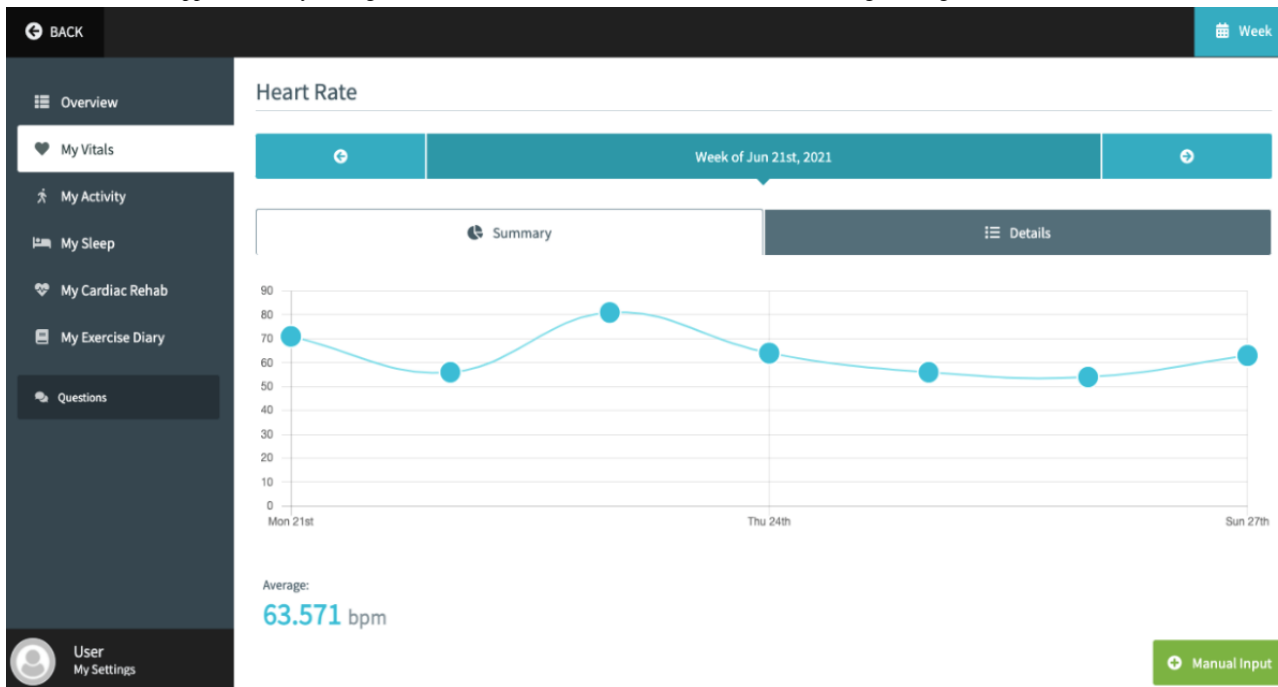 BACK
Week
Overview
My Vitals
My Activity
My Sleep
My Cardiac Rehab
My Exercise Diary
Questions
User
My Settings
Heart Rate
Week of Jun 21st, 2021
Summary
Details
90
80
70
60
50
40
30
20
10
0
Mon 21st
Thu 24th
Sun 27th
Average:
63.571 bpm
Manual Input